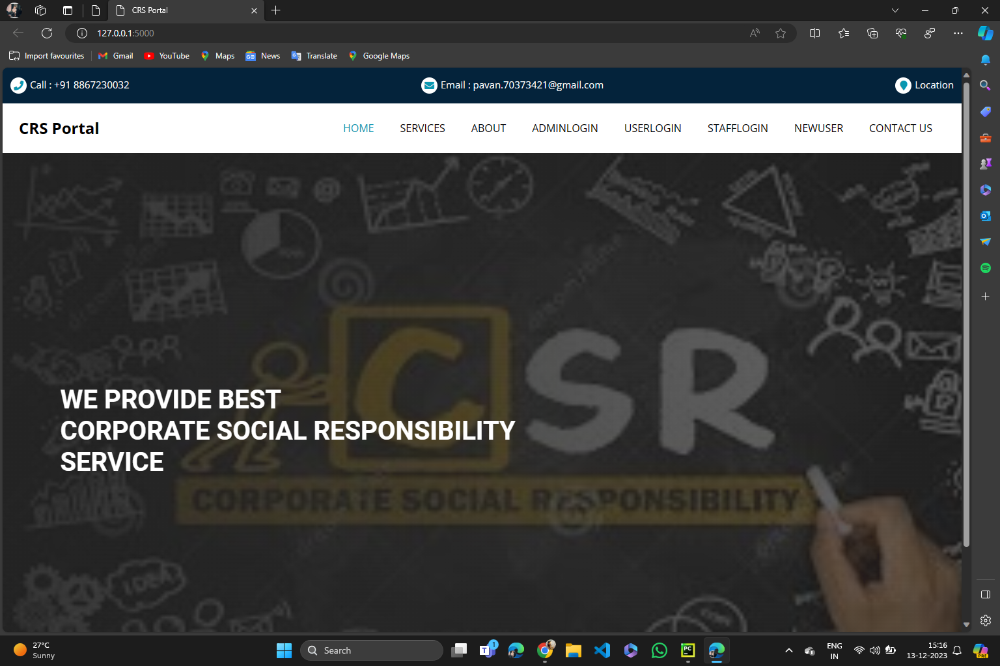 CRS Portal
127.0.0.1:5000
Import favourites
Gmail
YouTube
Maps
News
Translate
Google Maps
Call : +91 8867230032
Email : pavan.70373421@gmail.com
Location
CRS Portal
HOME
SERVICES
ABOUT
ADMINLOGIN
USERLOGIN
STAFFLOGIN
NEWUSER
CONTACT US
CSR
WE PROVIDE BEST
CORPORATE SOCIAL RESPONSIBILITY
SERVICE
CORPORATE SOCIAL RESPONSIBILITY
IDEA
27°C
Sunny
Search
1
ENG
IN
15:16
13-12-2023